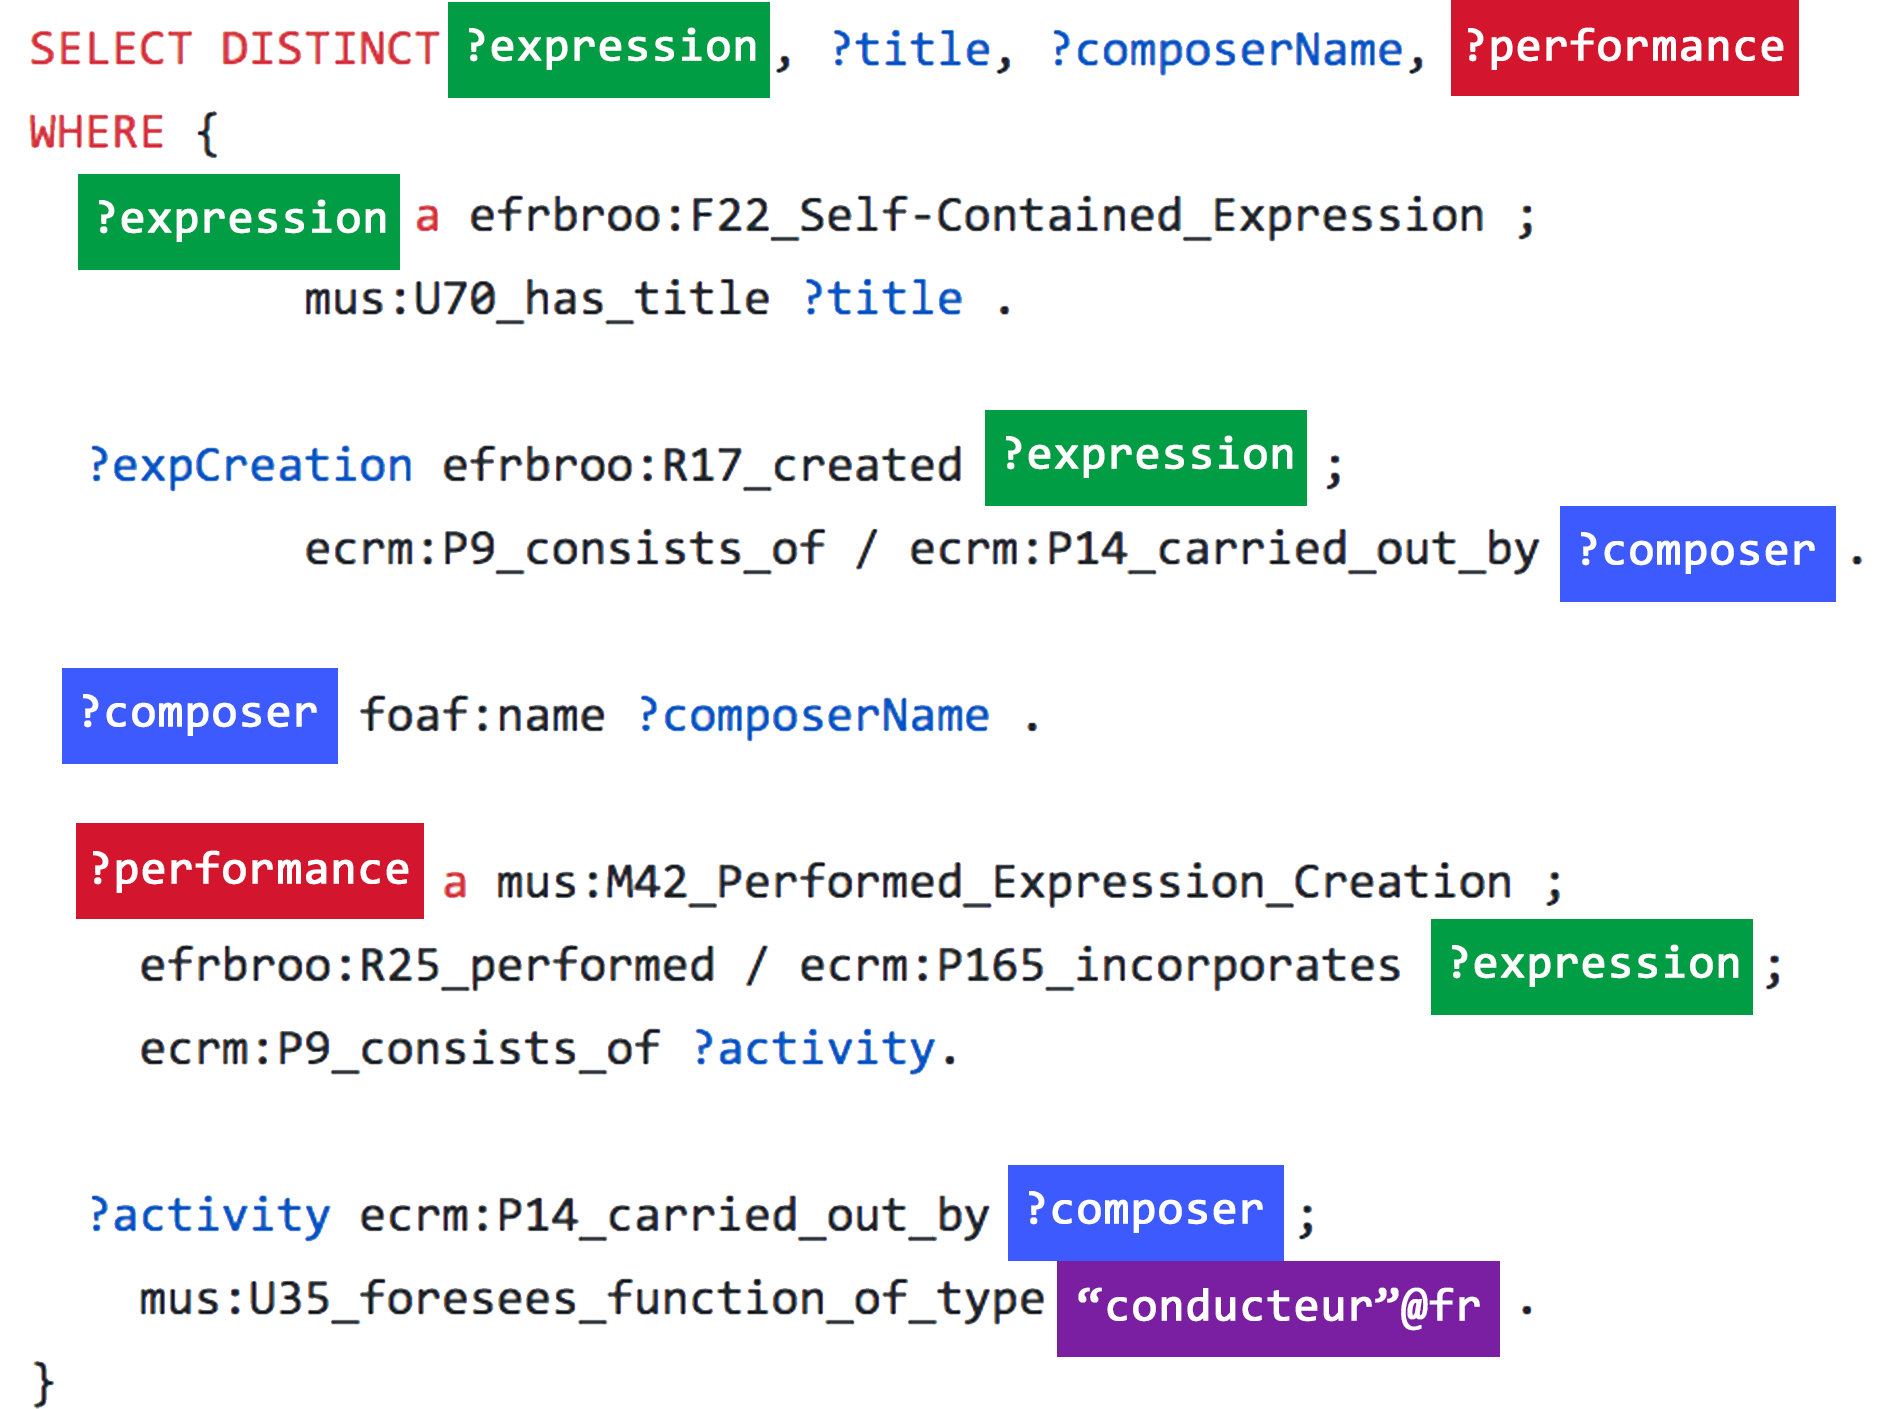 SELECT DISTINCT ?expression, ?title, ?composerName, ?performance
WHERE {
?expression a efrbroo:F22_Self-Contained_Expression ;
mus:U70_has_title ?title .
?expCreation efrbroo:R17_created ?expression ;
ecrm:P9_consists_of / ecrm:P14_carried_out_by ?composer .
?composer foaf:name ?composerName .
?performance a mus:M42_Performed_Expression_Creation ;
efrbroo:R25_performed / ecrm:P165_incorporates ?expression ;
ecrm:P9_consists_of ?activity.
?activity ecrm:P14_carried_out_by ?composer ;
mus:U35_foresees_function_of_type “conducteur”@fr .
}